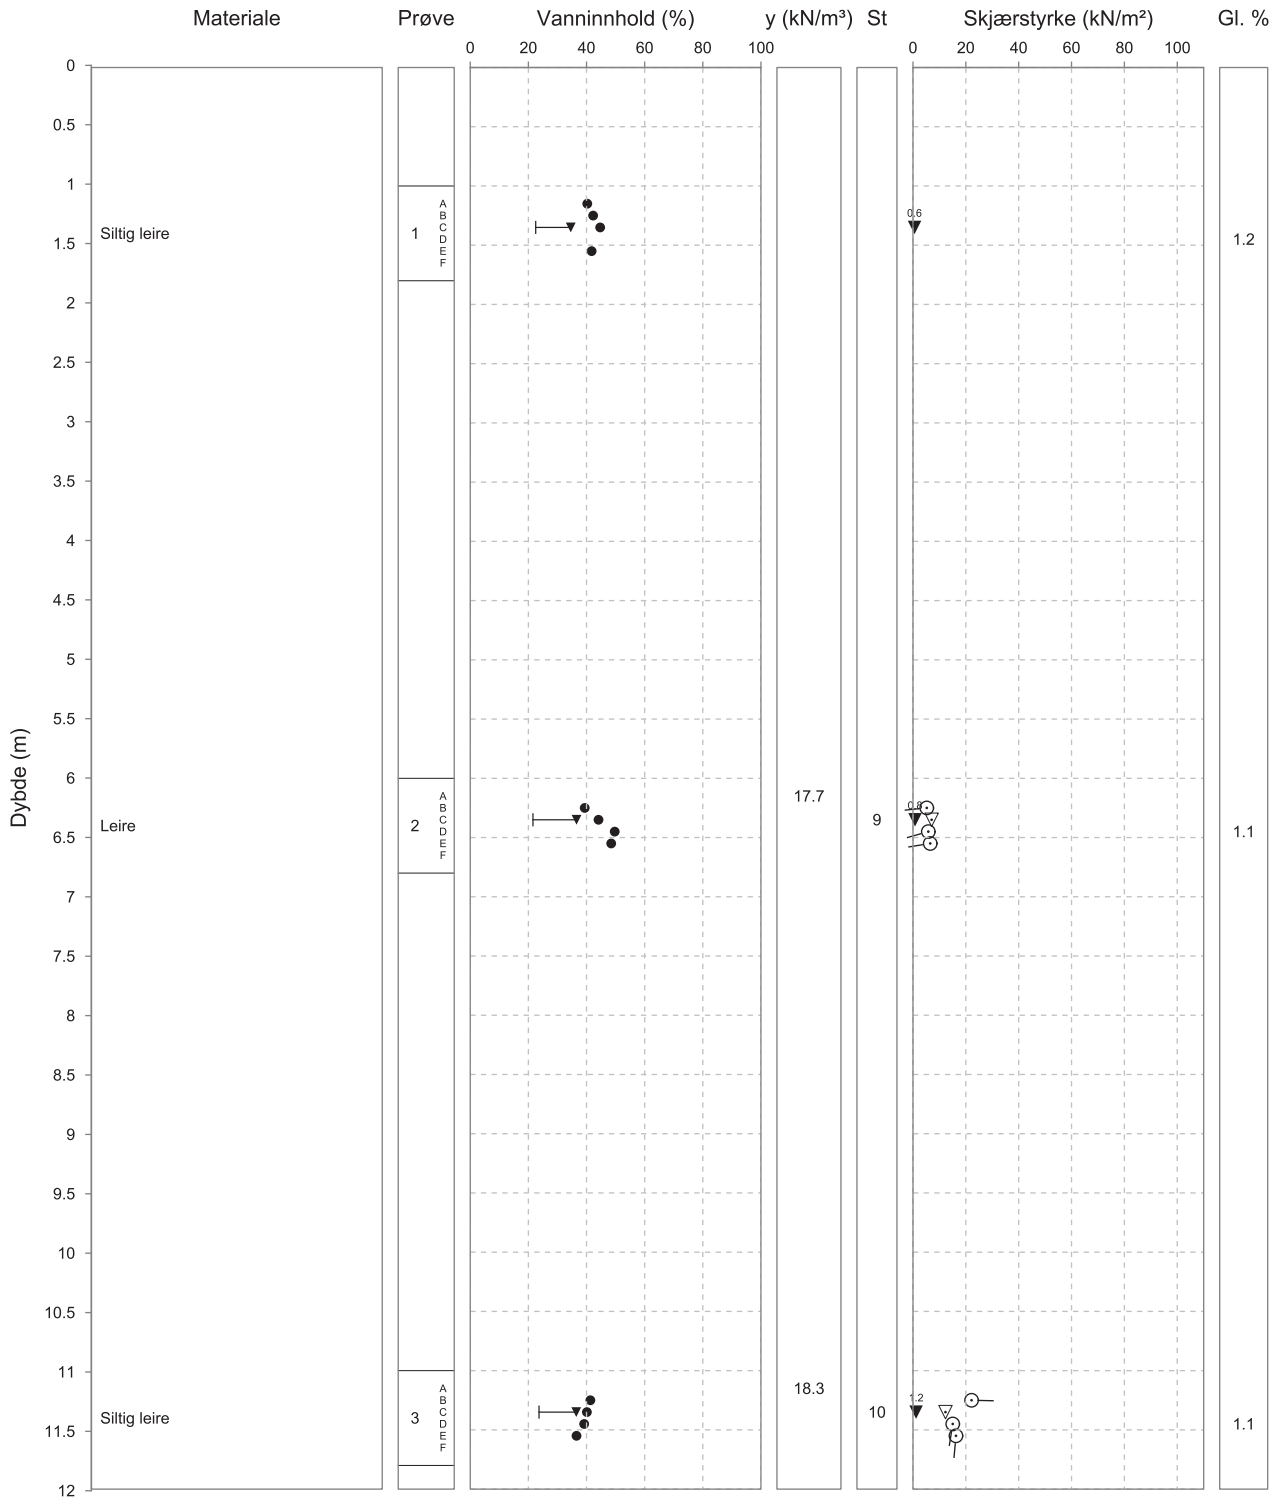 Materiale Prøve Vanninnhold (%) y (kN/m³) St Skjærstyrke (kN/m²) Gl. %
0 20 40 60 80 100 0 20 40 60 80 100
0
0.5
1
A
B 0.6
Siltig leire 1 C
D 1.2
E
F
1.5
2
2.5
3
3.5
4
4.5
5
5.5
Dybde (m)
6
A 17.7
B 0.8
Leire 2 C 9
D 1.1
E
F
6.5
7
7.5
8
8.5
9
9.5
10
10.5
11
A 18.3
B 1.2
Siltig leire 3 C 10
D 1.1
E
F
11.5
12